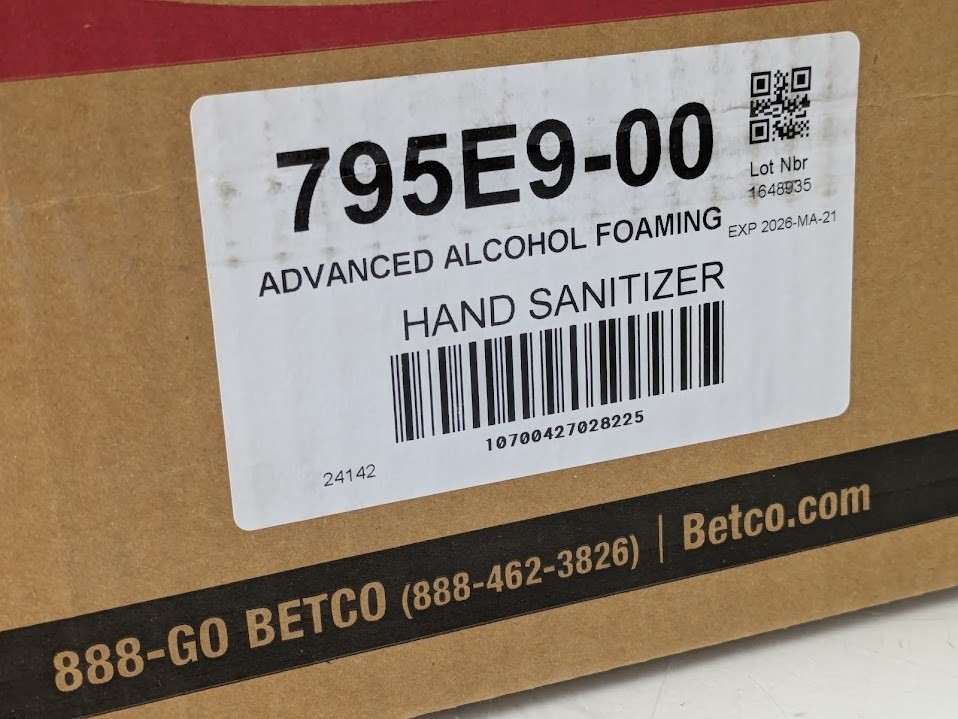 795E9-00
Lot Nbr
1648935
ADVANCED ALCOHOL FOAMING
EXP 2026-MA-21
HAND SANITIZER
10700427028225
24142
888-GO BETCO (888-462-3826) | Betco.com